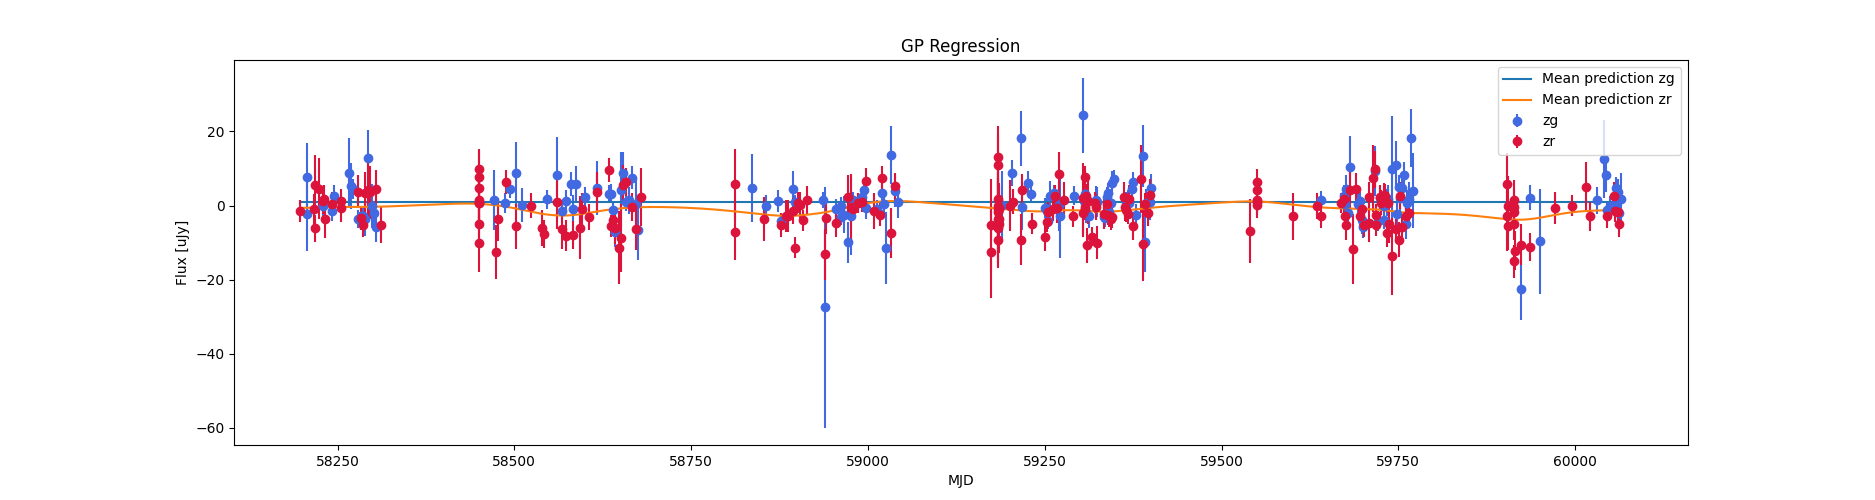 GP Regression
Mean prediction zg
Mean prediction zr
zg
zr
Flux [uJy]
20
0
−20
−40
−60
58250 58500 58750 59000 59250 59500 59750 60000
MJD